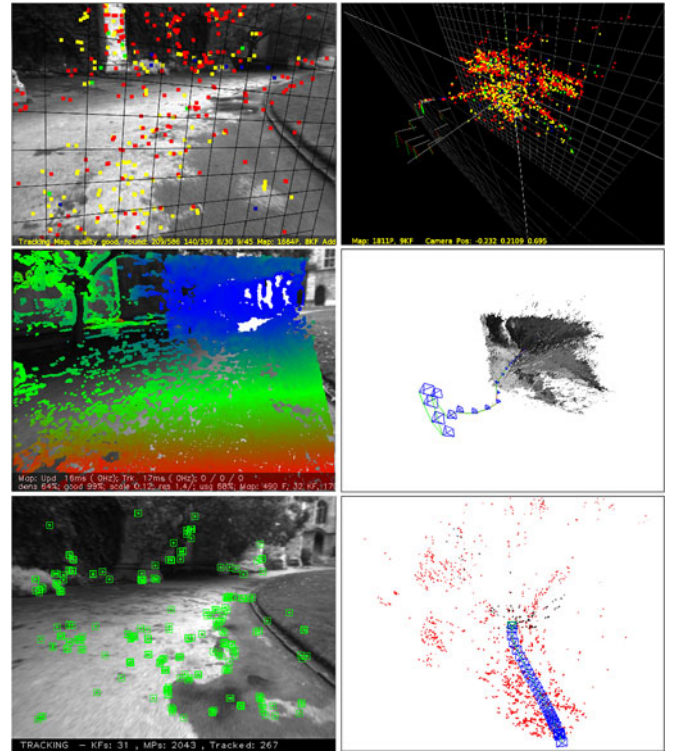 Tracking Map, quality good. Found: 209/586 140/339 8/30 9/45 Map: 1664P, 8KF Add
Map: 1811P, 9KF Camera Pos: -0.232 0.2109 0.695
Map: Upd 16ms ( 0Hz); Trk 17ms( 0Hz); 0 / 0 / 0
dens 64%; good 99%; scale 0.12; res 1.4/; usg 68%; Map: 490 F, 32 KF,
TRACKING - KFs: 31 , MPs: 2043 , Tracked: 267